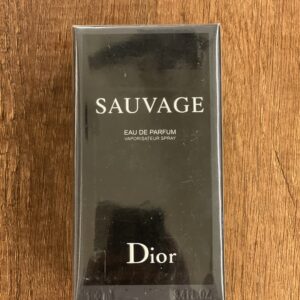 SAUVAGE
EAU DE PARFUM
VAPORISATEUR SPRAY
Dior